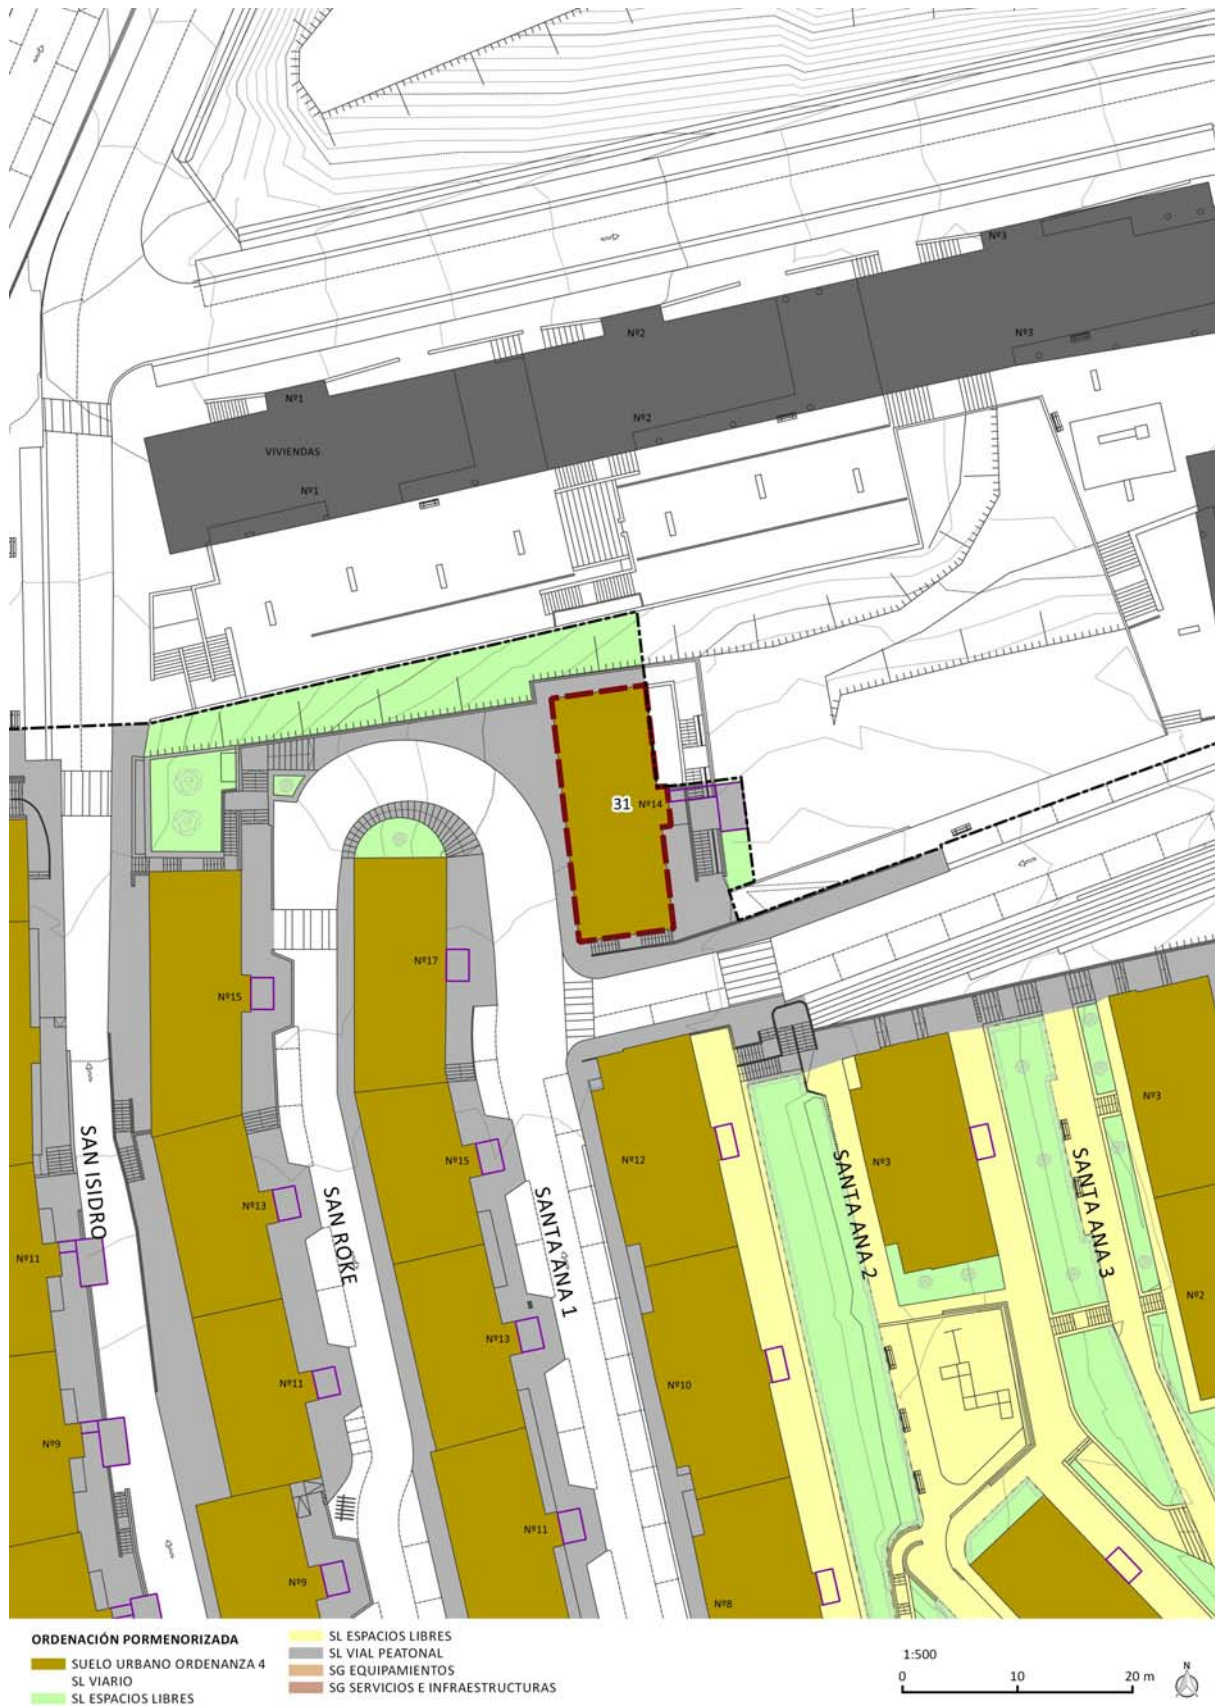 Nº3
Nº2
Nº3
Nº1
Nº2
VIVIENDAS
Nº1
31
Nº14
Nº17
Nº15
Nº3
Nº12
Nº15
Nº3
SAN ISIDRO
SAN ROKE
SANTA ANA 1
SANTA ANA 2
SANTA ANA 3
Nº13
Nº11
Nº2
Nº13
Nº11
Nº10
Nº9
Nº11
Nº9
Nº8
ORDENACIÓN PORMENORIZADA
SUELO URBANO ORDENANZA 4
SL VIARIO
SL ESPACIOS LIBRES
SL ESPACIOS LIBRES
SL VIAL PEATONAL
SG EQUIPAMIENTOS
SG SERVICIOS E INFRAESTRUCTURAS
1:500
0 10 20 m
N